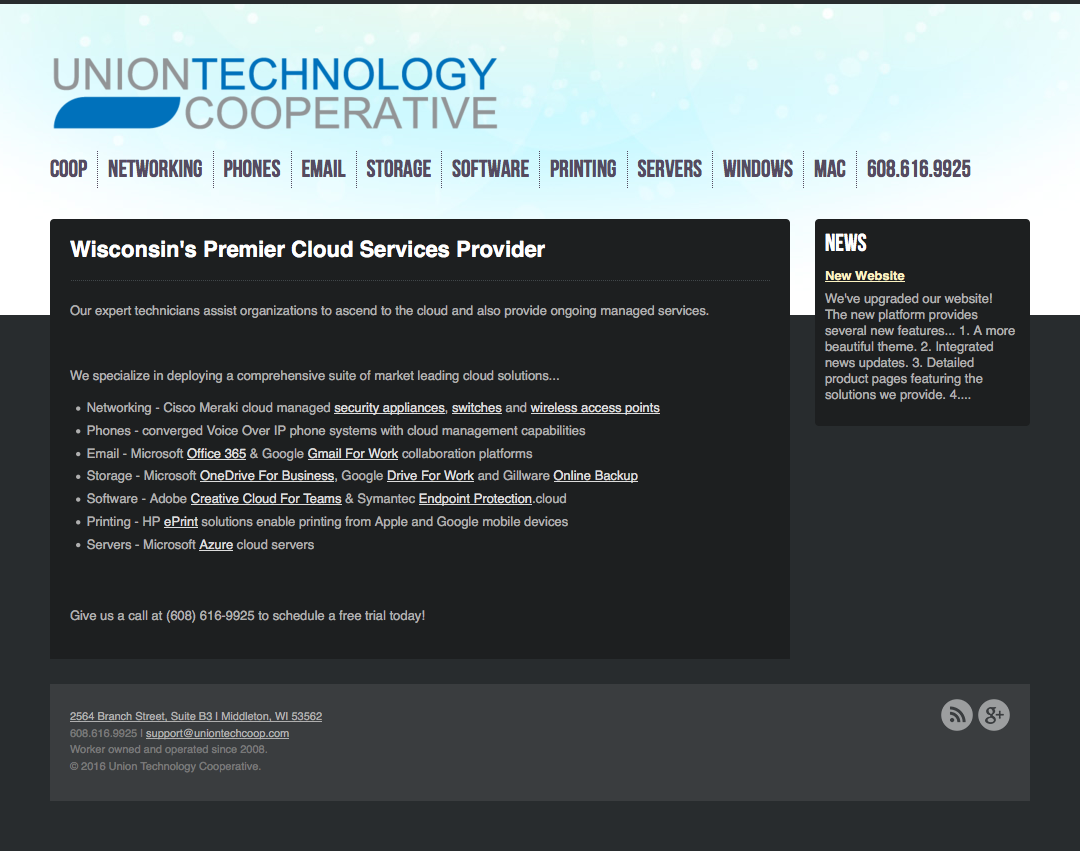 UNIONTECHNOLOGY
COOPERATIVE
COOP NETWORKING PHONES EMAIL STORAGE SOFTWARE PRINTING SERVERS WINDOWS MAC 608.616.9925
Wisconsin's Premier Cloud Services Provider
Our expert technicians assist organizations to ascend to the cloud and also provide ongoing managed services.
We specialize in deploying a comprehensive suite of market leading cloud solutions...
• Networking - Cisco Meraki cloud managed security appliances, switches and wireless access points
• Phones - converged Voice Over IP phone systems with cloud management capabilities
• Email - Microsoft Office 365 & Google Gmail For Work collaboration platforms
• Storage - Microsoft OneDrive For Business, Google Drive For Work and Gillware Online Backup
• Software - Adobe Creative Cloud For Teams & Symantec Endpoint Protection.cloud
• Printing - HP ePrint solutions enable printing from Apple and Google mobile devices
• Servers - Microsoft Azure cloud servers
Give us a call at (608) 616-9925 to schedule a free trial today!
NEWS
New Website
We've upgraded our website!
The new platform provides
several new features... 1. A more
beautiful theme. 2. Integrated
news updates. 3. Detailed
product pages featuring the
solutions we provide. 4....
2564 Branch Street, Suite B3 | Middleton, WI 53562
608.616.9925 | support@uniontechcoop.com
Worker owned and operated since 2008.
© 2016 Union Technology Cooperative.
g+